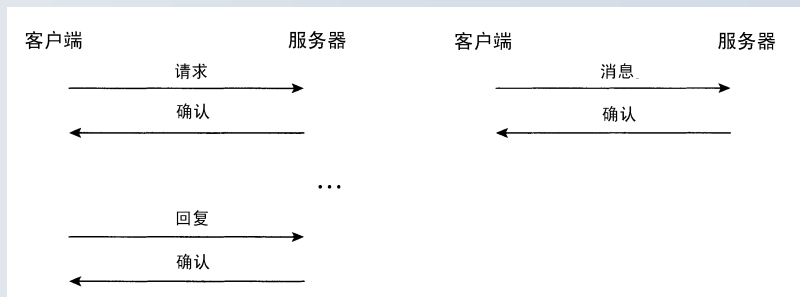 客户端 服务器 客户端 服务器
请求 消息
确认 确认
...
回复
确认